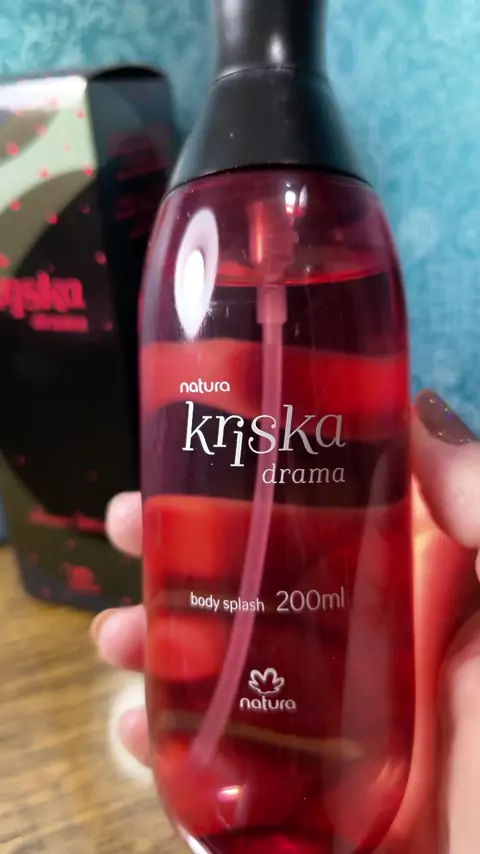 natura
kriska
drama
body splash 200ml
natura
kriska
drama